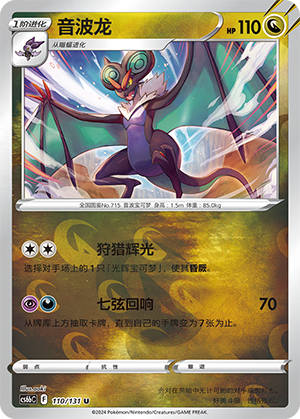 1阶进化
音波龙
HP 110
从嗡蝠进化
全国图鉴No.715 音波宝可梦 身高：1.5m 体重：85.0kg
狩猎辉光
选择对手场上的1只「光辉宝可梦」，使其昏厥。
七弦回响 70
从牌库上方抽取卡牌，直到自己的手牌变为7张为止。
弱点 抵抗力 撤退
CS6bC F 110/131 U
©2024 Pokémon/Nintendo/Creatures/GAME FREAK.